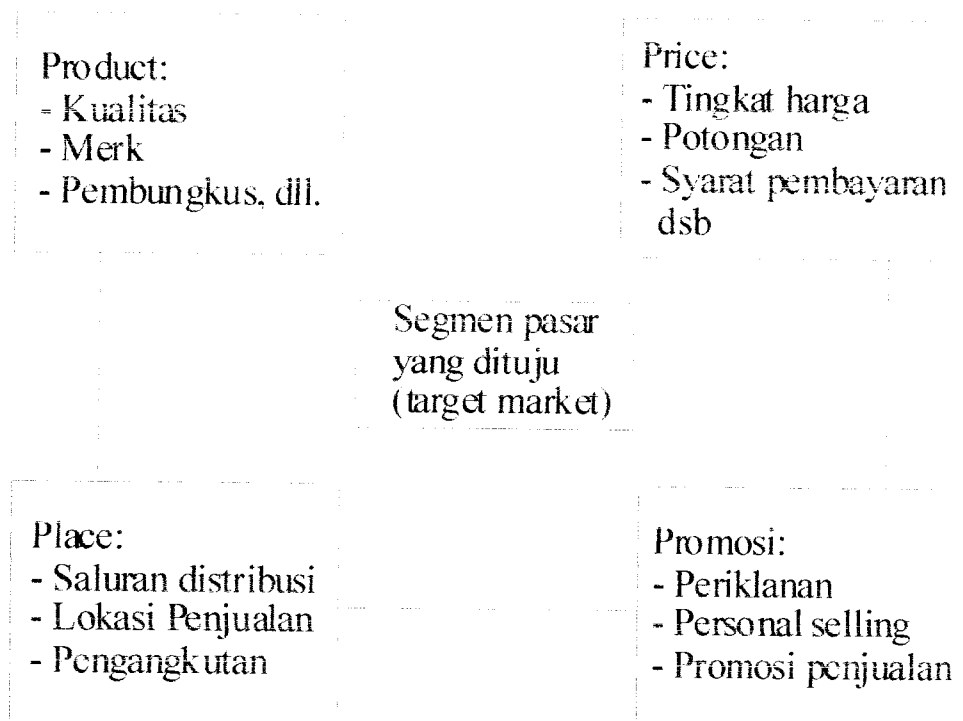 Product:
- Kualitas
- Merk
- Pembungkus, dll.
Price:
- Tingkat harga
- Potongan
- Syarat pembayaran
dsb
Segmen pasar
yang dituju
(target market)
Place:
- Saluran distribusi
- Lokasi Penjualan
- Pengangkutan
Promosi:
- Periklanan
- Personal selling
- Promosi penjualan